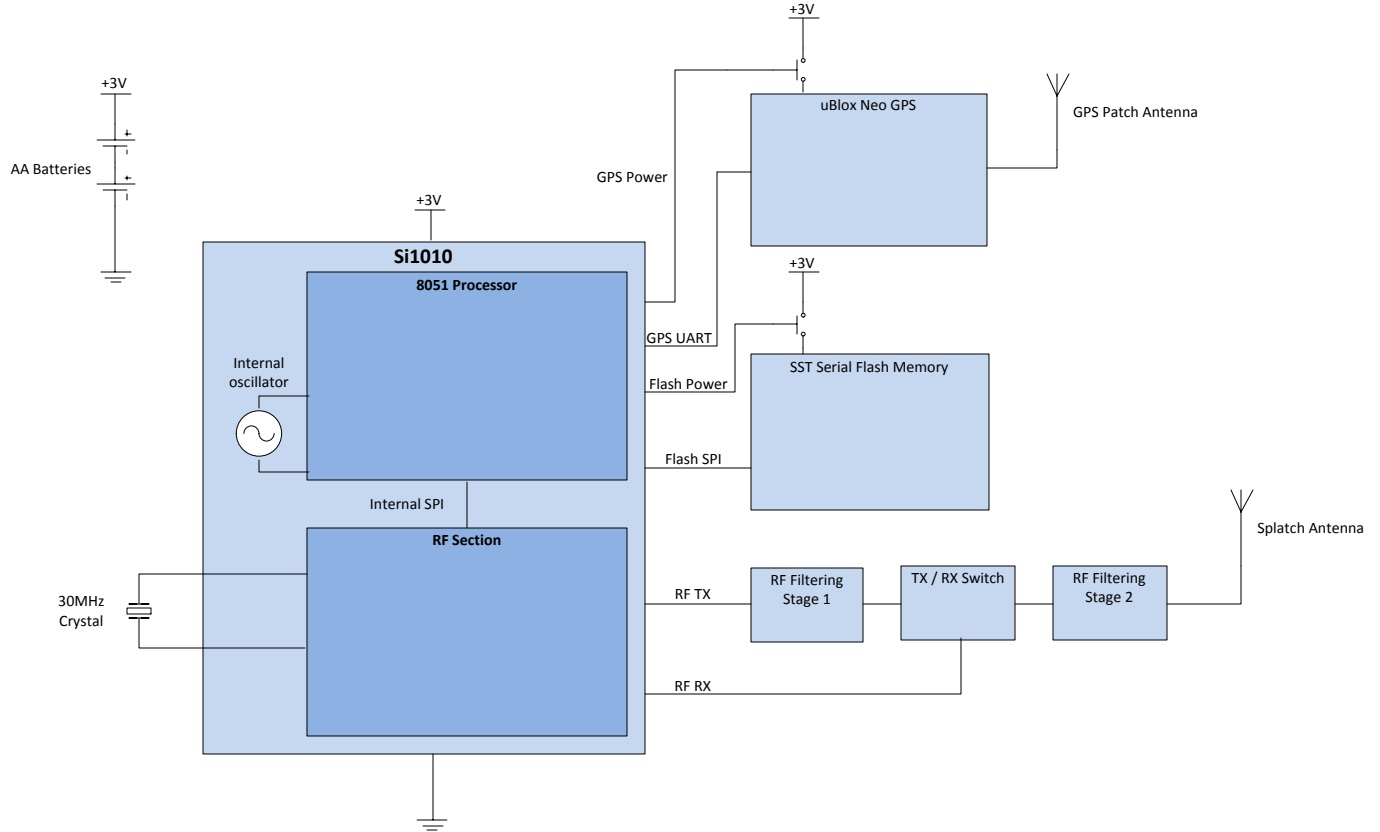 +3V
+3V
uBlox Neo GPS
GPS Patch Antenna
AA Batteries
+
-
+
-
GPS Power
+3V
Si1010
8051 Processor
+3V
GPS UART
Internal
oscillator
SST Serial Flash Memory
Flash Power
Flash SPI
Internal SPI
RF Section
Splatch Antenna
30MHz
Crystal
RF TX
RF Filtering
Stage 1
TX / RX Switch
RF Filtering
Stage 2
RF RX